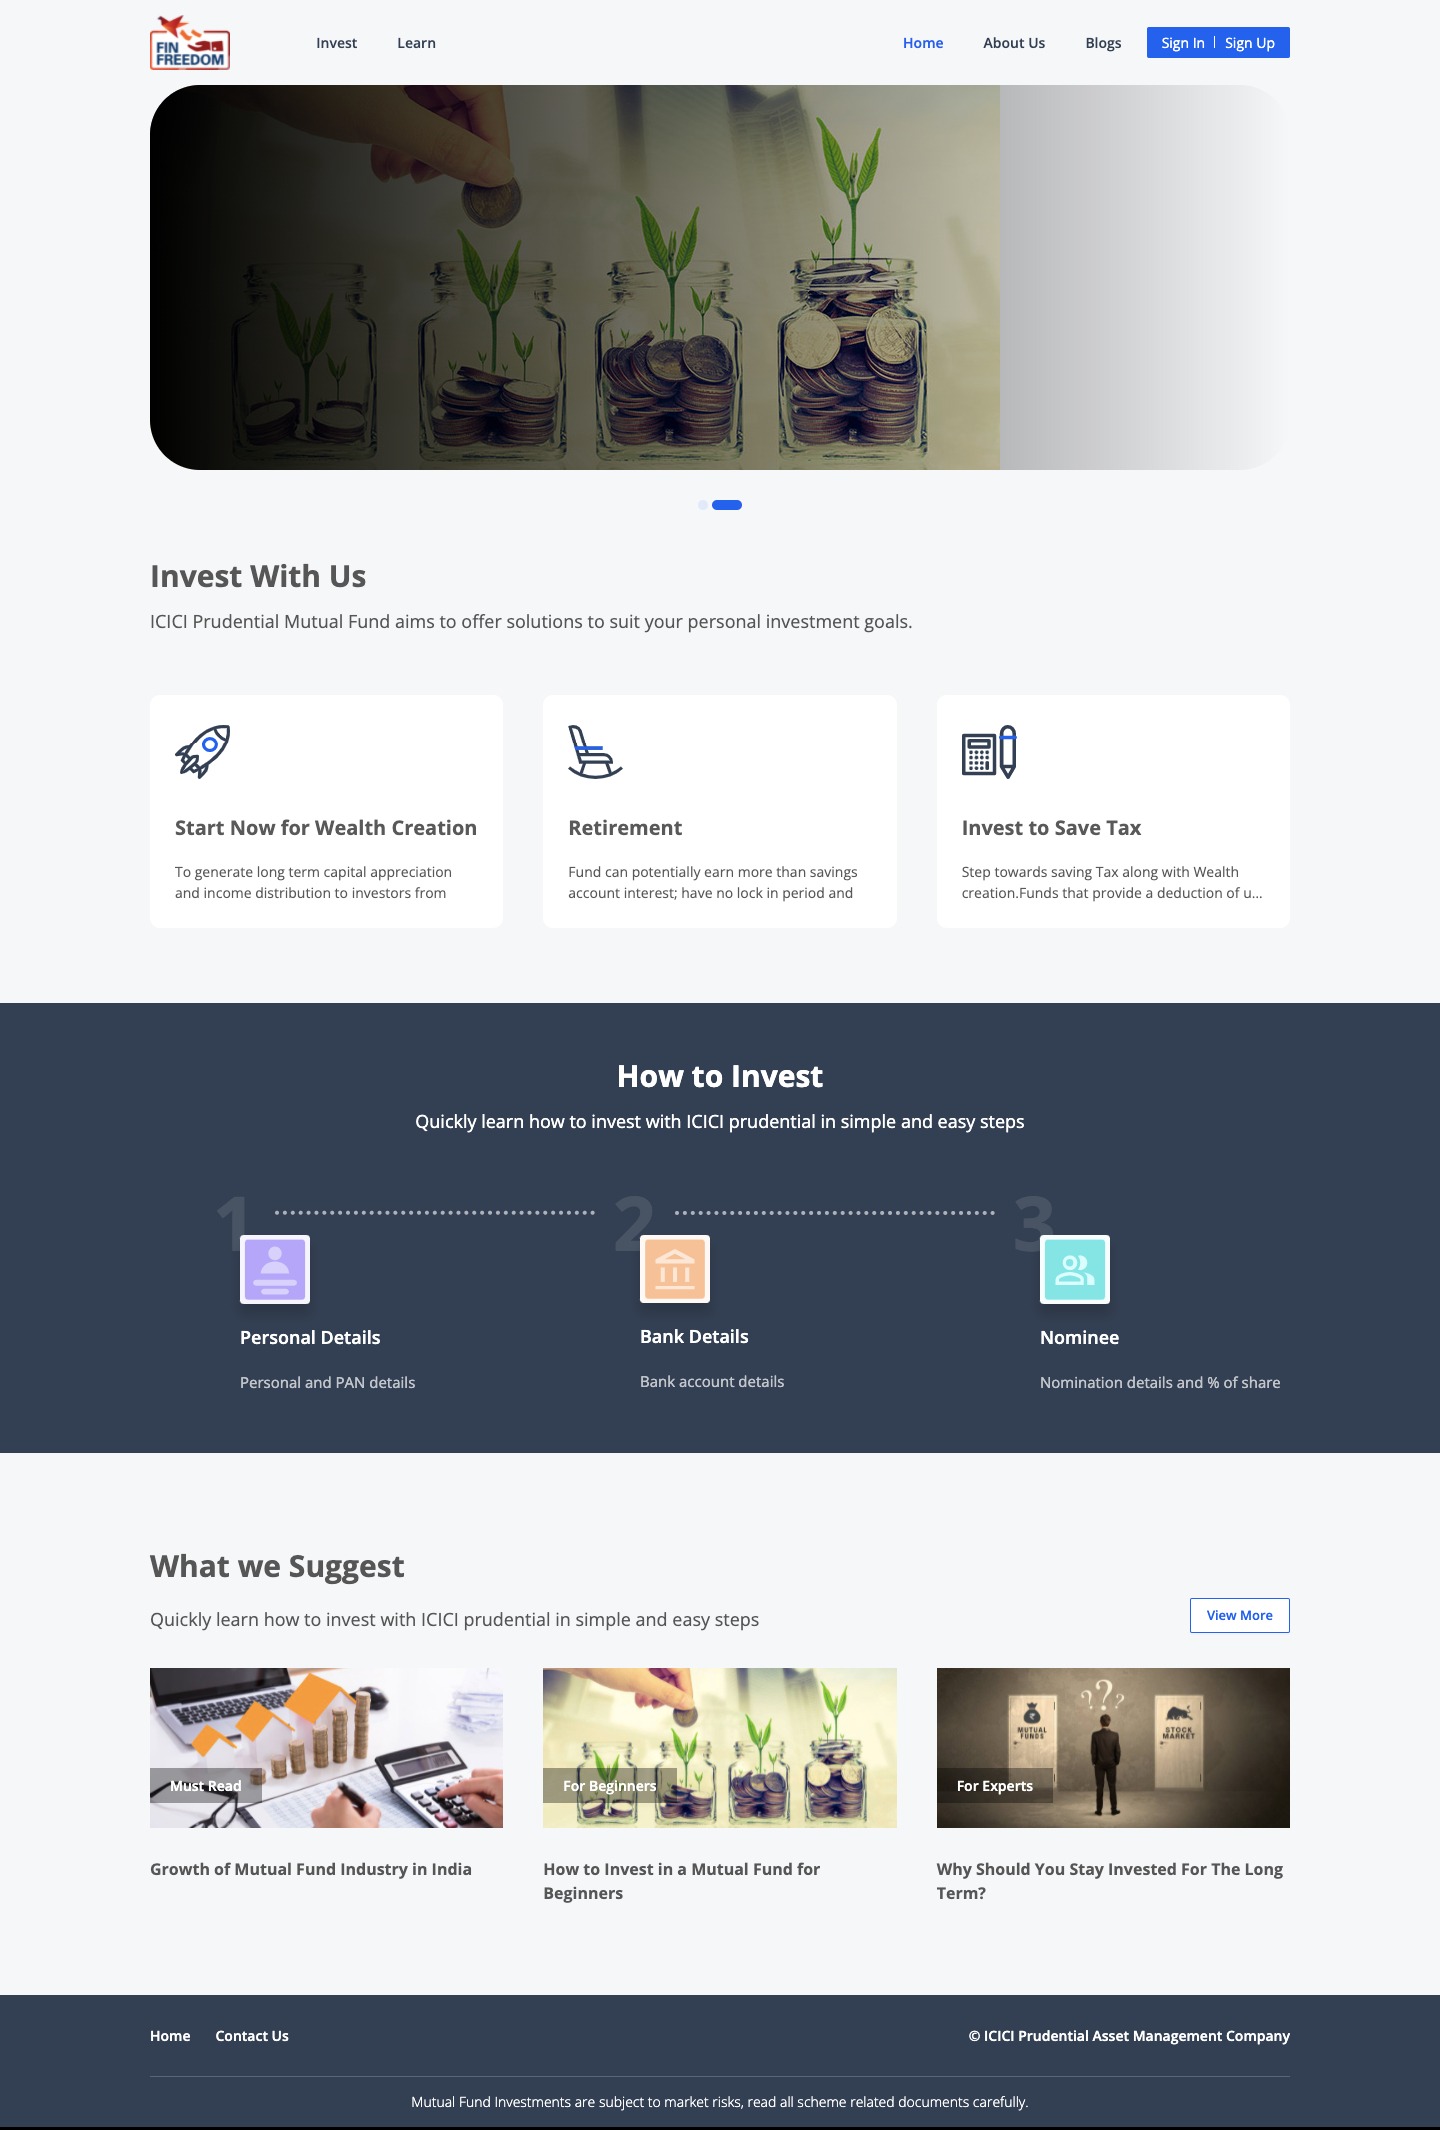 FIN
FREEDOM
Invest
Learn
Home
About Us
Blogs
Sign In | Sign Up
Invest With Us
ICICI Prudential Mutual Fund aims to offer solutions to suit your personal investment goals.
Start Now for Wealth Creation
To generate long term capital appreciation
and income distribution to investors from
Retirement
Fund can potentially earn more than savings
account interest; have no lock in period and
Invest to Save Tax
Step towards saving Tax along with Wealth
creation.Funds that provide a deduction of u...
How to Invest
Quickly learn how to invest with ICICI prudential in simple and easy steps
1
Personal Details
Personal and PAN details
2
Bank Details
Bank account details
3
Nominee
Nomination details and % of share
What we Suggest
Quickly learn how to invest with ICICI prudential in simple and easy steps
View More
Must Read
Growth of Mutual Fund Industry in India
For Beginners
How to Invest in a Mutual Fund for
Beginners
???
₹
MUTUAL
FUNDS
STOCK
MARKET
For Experts
Why Should You Stay Invested For The Long
Term?
Home
Contact Us
© ICICI Prudential Asset Management Company
Mutual Fund Investments are subject to market risks, read all scheme related documents carefully.